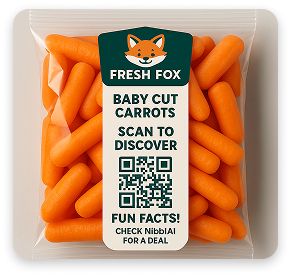 FRESH FOX
BABY CUT
CARROTS
SCAN TO
DISCOVER
FUN FACTS!
CHECK NibblAI
FOR A DEAL